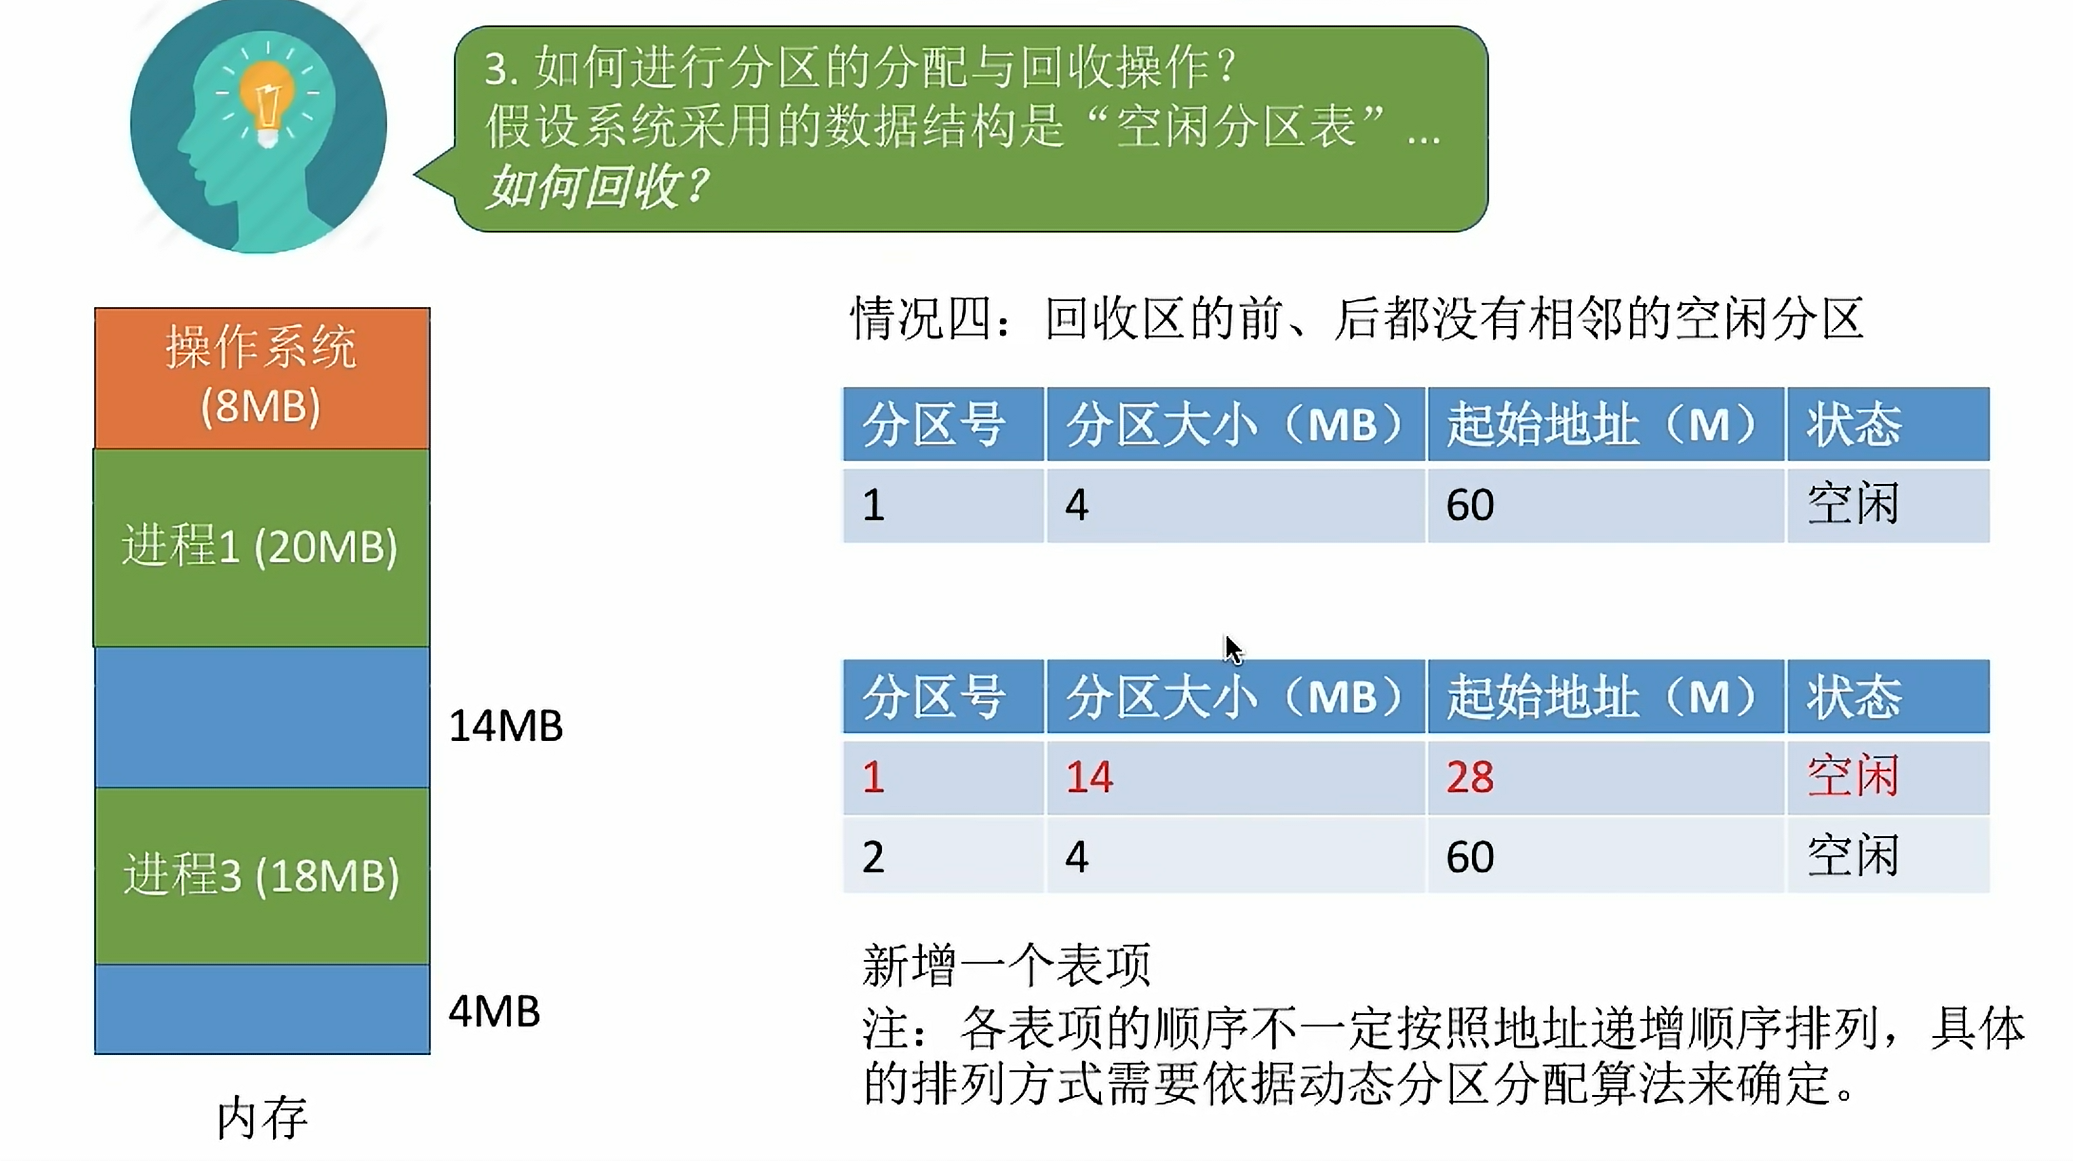 3. 如何进行分区的分配与回收操作？
假设系统采用的数据结构是“空闲分区表”...
如何回收？
操作系统
(8MB)
进程1 (20MB)
14MB
进程3 (18MB)
4MB
内存
情况四：回收区的前、后都没有相邻的空闲分区
分区号 分区大小（MB） 起始地址（M） 状态
1 4 60 空闲
分区号 分区大小（MB） 起始地址（M） 状态
1 14 28 空闲
2 4 60 空闲
新增一个表项
注：各表项的顺序不一定按照地址递增顺序排列，具体
的排列方式需要依据动态分区分配算法来确定。